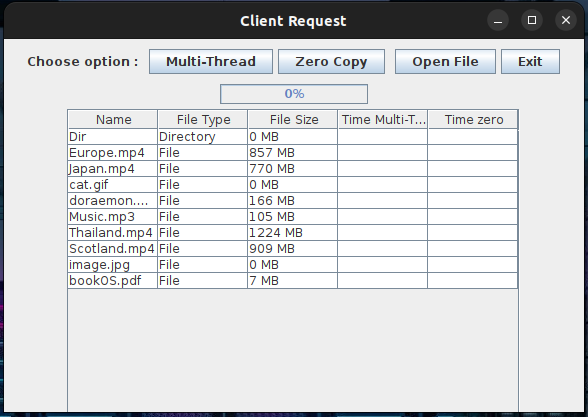 Client Request
Choose option : Multi-Thread Zero Copy Open File Exit
0%
Name File Type File Size Time Multi-T... Time zero
Dir Directory 0 MB
Europe.mp4 File 857 MB
Japan.mp4 File 770 MB
cat.gif File 0 MB
doraemon.... File 166 MB
Music.mp3 File 105 MB
Thailand.mp4 File 1224 MB
Scotland.mp4 File 909 MB
image.jpg File 0 MB
bookOS.pdf File 7 MB